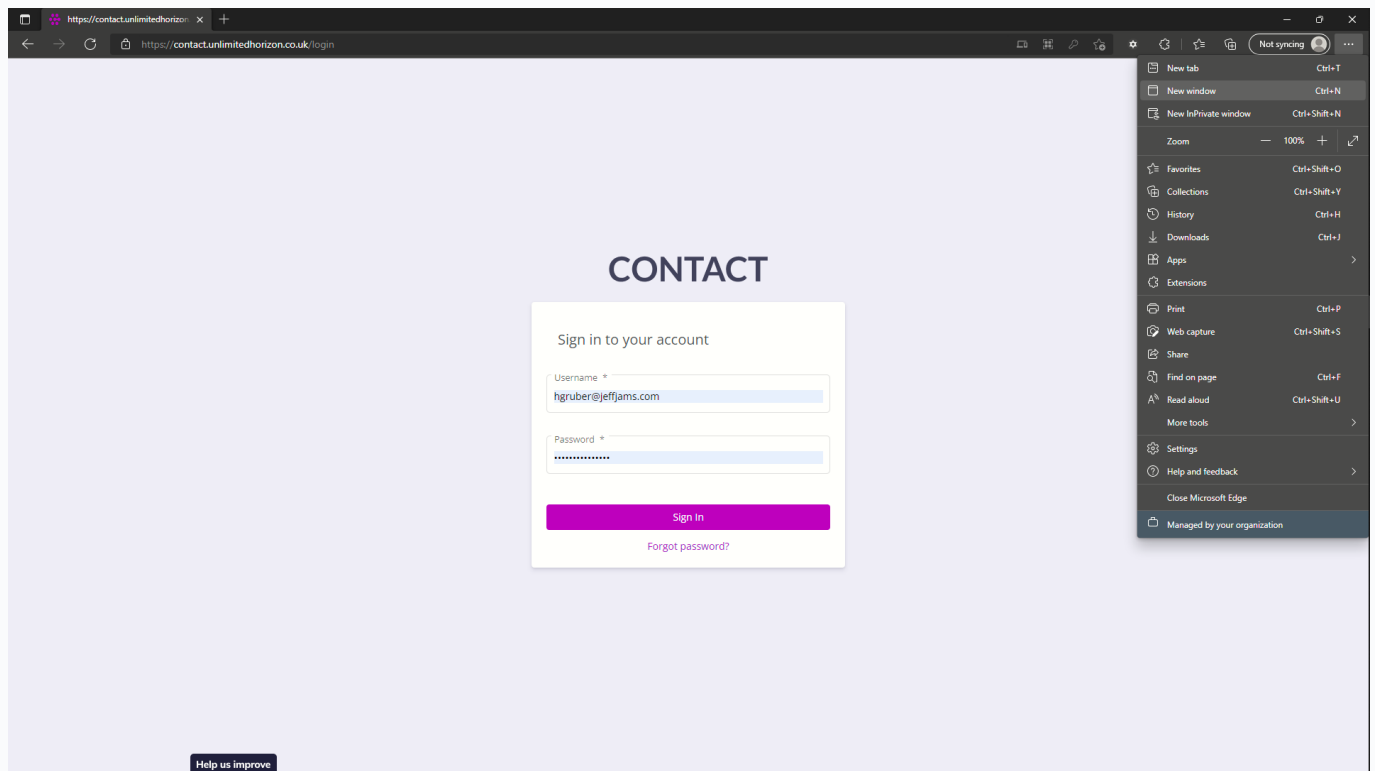 https://contact.unlimitedhorizon.
https://contact.unlimitedhorizon.co.uk/login
Not syncing
New tab Ctrl+T
New window Ctrl+N
New InPrivate window Ctrl+Shift+N
Zoom 100%
Favorites Ctrl+Shift+O
Collections Ctrl+Shift+Y
History Ctrl+H
Downloads Ctrl+J
Apps
Extensions
Print Ctrl+P
Web capture Ctrl+Shift+S
Share
Find on page Ctrl+F
Read aloud Ctrl+Shift+U
More tools
Settings
Help and feedback
Close Microsoft Edge
Managed by your organization
CONTACT
Sign in to your account
Username *
hgruber@jeffjams.com
Password *
•••••••••••••••
Sign In
Forgot password?
Help us improve